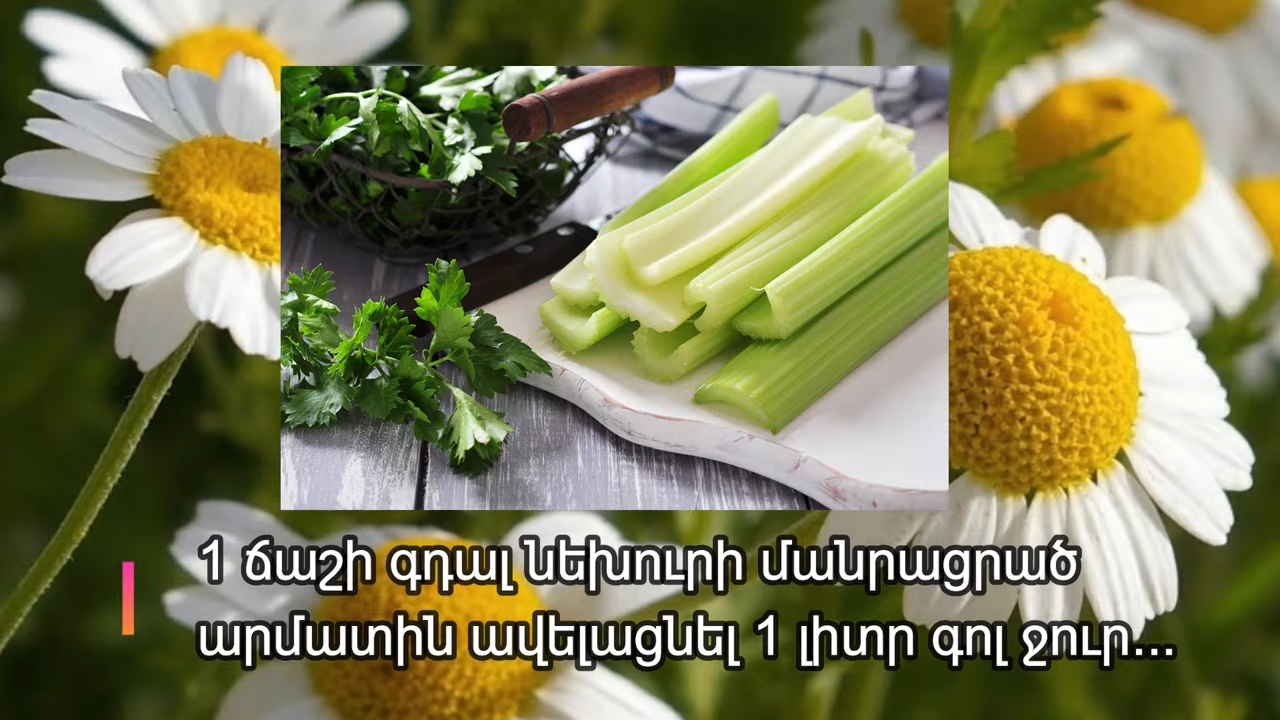 1 ճաշի գդալ նեխուրի մանրացրած
արմատին ավելացնել 1 լիտր գոլ ջուր...